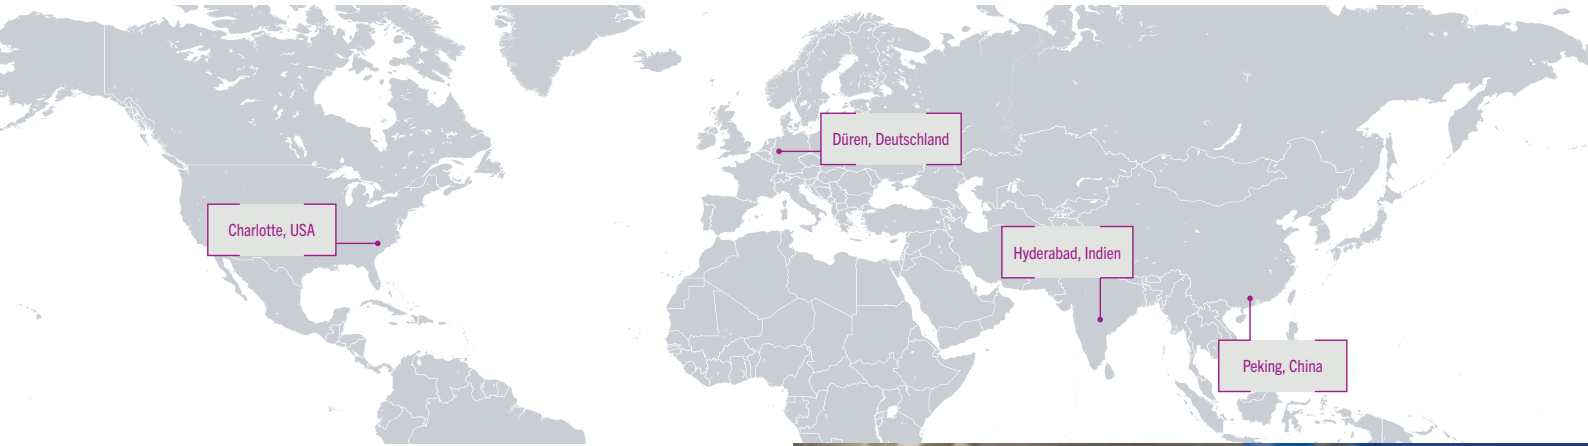 Düren, Deutschland
Charlotte, USA
Hyderabad, Indien
Peking, China